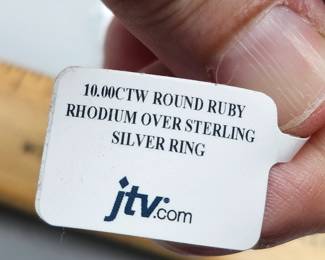 10.00CTW ROUND RUBY
RHODIUM OVER STERLING
SILVER RING
jtv.com